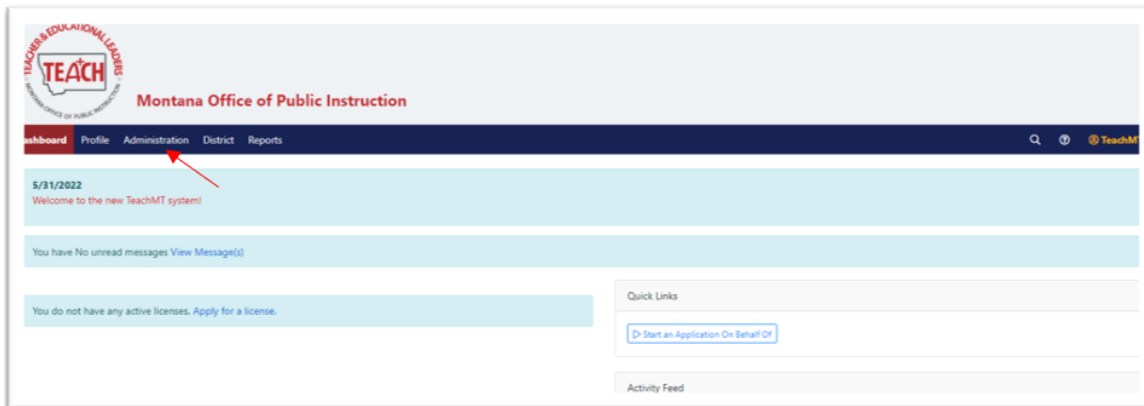 TEACHER & EDUCATIONAL LEADERS
TEACH
MONTANA OFFICE OF PUBLIC INSTRUCTION
Montana Office of Public Instruction
ashboard Profile Administration District Reports
TeachMT
5/31/2022
Welcome to the new TeachMT system!
You have No unread messages View Message(s)
You do not have any active licenses. Apply for a license.
Quick Links
Start an Application On Behalf Of
Activity Feed